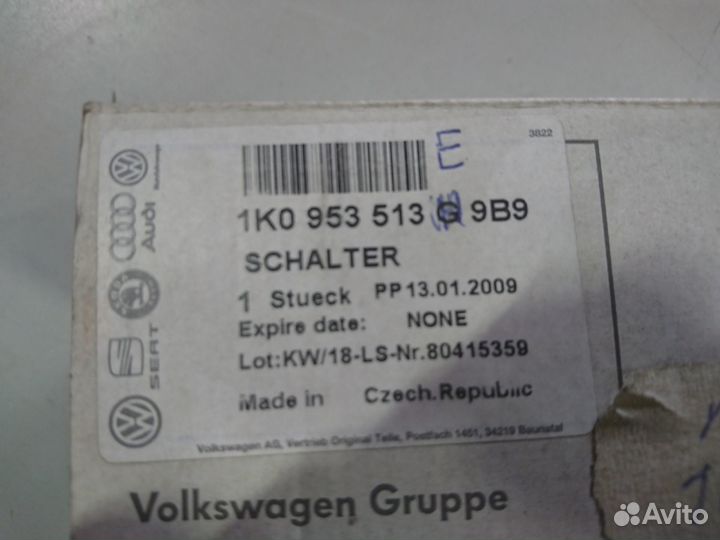 3822
E
1K0 953 513 G 9B9
SCHALTER
1 Stueck PP 13.01.2009
Expire date: NONE
Lot:KW/18-LS-Nr.80415359
Made in Czech.Republic
Volkswagen AG, Vertrieb Original Teile, Postfach 1451, 34219 Baunatal
Audi
SEAT
Volkswagen Gruppe
Avito